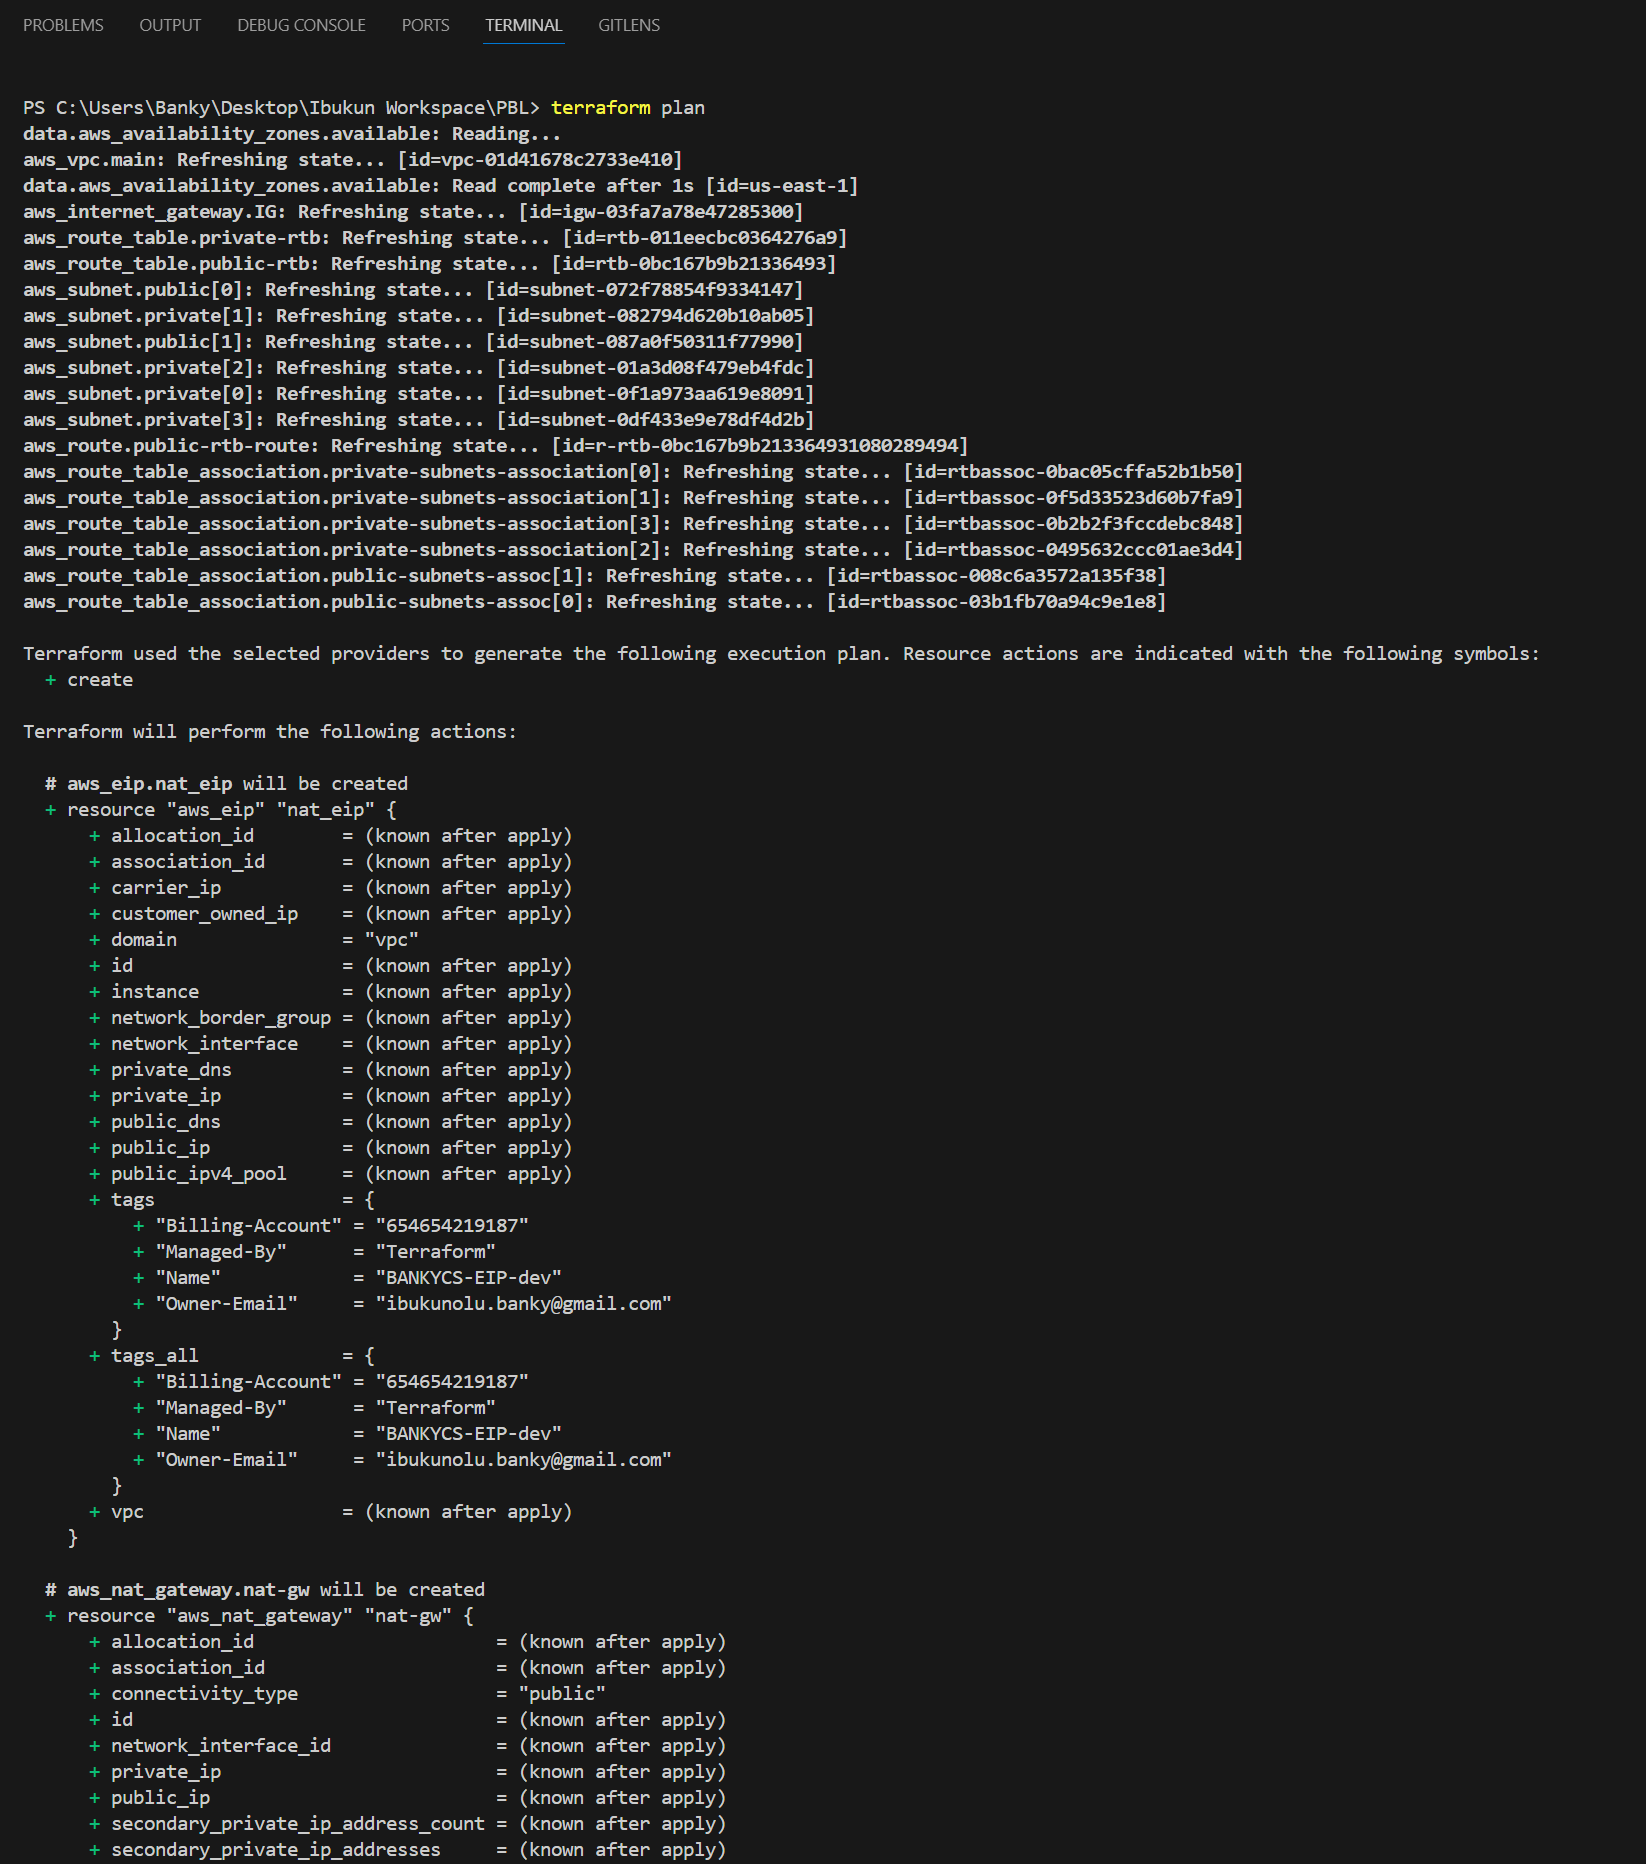 PROBLEMS OUTPUT DEBUG CONSOLE PORTS TERMINAL GITLENS
PS C:\Users\Banky\Desktop\Ibukun Workspace\PBL> terraform plan
data.aws_availability_zones.available: Reading...
aws_vpc.main: Refreshing state... [id=vpc-01d41678c2733e410]
data.aws_availability_zones.available: Read complete after 1s [id=us-east-1]
aws_internet_gateway.IG: Refreshing state... [id=igw-03fa7a78e47285300]
aws_route_table.private-rtb: Refreshing state... [id=rtb-011eecbc0364276a9]
aws_route_table.public-rtb: Refreshing state... [id=rtb-0bc167b9b21336493]
aws_subnet.public[0]: Refreshing state... [id=subnet-072f78854f9334147]
aws_subnet.private[1]: Refreshing state... [id=subnet-082794d620b10ab05]
aws_subnet.public[1]: Refreshing state... [id=subnet-087a0f50311f77990]
aws_subnet.private[2]: Refreshing state... [id=subnet-01a3d08f479eb4fdc]
aws_subnet.private[0]: Refreshing state... [id=subnet-0f1a973aa619e8091]
aws_subnet.private[3]: Refreshing state... [id=subnet-0df433e9e78df4d2b]
aws_route.public-rtb-route: Refreshing state... [id=r-rtb-0bc167b9b213364931080289494]
aws_route_table_association.private-subnets-association[0]: Refreshing state... [id=rtbassoc-0bac05cffa52b1b50]
aws_route_table_association.private-subnets-association[1]: Refreshing state... [id=rtbassoc-0f5d33523d60b7fa9]
aws_route_table_association.private-subnets-association[3]: Refreshing state... [id=rtbassoc-0b2b2f3fccdebc848]
aws_route_table_association.private-subnets-association[2]: Refreshing state... [id=rtbassoc-0495632ccc01ae3d4]
aws_route_table_association.public-subnets-assoc[1]: Refreshing state... [id=rtbassoc-008c6a3572a135f38]
aws_route_table_association.public-subnets-assoc[0]: Refreshing state... [id=rtbassoc-03b1fb70a94c9e1e8]
Terraform used the selected providers to generate the following execution plan. Resource actions are indicated with the following symbols:
+ create
Terraform will perform the following actions:
# aws_eip.nat_eip will be created
+ resource "aws_eip" "nat_eip" {
+ allocation_id = (known after apply)
+ association_id = (known after apply)
+ carrier_ip = (known after apply)
+ customer_owned_ip = (known after apply)
+ domain = "vpc"
+ id = (known after apply)
+ instance = (known after apply)
+ network_border_group = (known after apply)
+ network_interface = (known after apply)
+ private_dns = (known after apply)
+ private_ip = (known after apply)
+ public_dns = (known after apply)
+ public_ip = (known after apply)
+ public_ipv4_pool = (known after apply)
+ tags = {
+ "Billing-Account" = "654654219187"
+ "Managed-By" = "Terraform"
+ "Name" = "BANKYCS-EIP-dev"
+ "Owner-Email" = "ibukunolu.banky@gmail.com"
}
+ tags_all = {
+ "Billing-Account" = "654654219187"
+ "Managed-By" = "Terraform"
+ "Name" = "BANKYCS-EIP-dev"
+ "Owner-Email" = "ibukunolu.banky@gmail.com"
}
+ vpc = (known after apply)
}
# aws_nat_gateway.nat-gw will be created
+ resource "aws_nat_gateway" "nat-gw" {
+ allocation_id = (known after apply)
+ association_id = (known after apply)
+ connectivity_type = "public"
+ id = (known after apply)
+ network_interface_id = (known after apply)
+ private_ip = (known after apply)
+ public_ip = (known after apply)
+ secondary_private_ip_address_count = (known after apply)
+ secondary_private_ip_addresses = (known after apply)